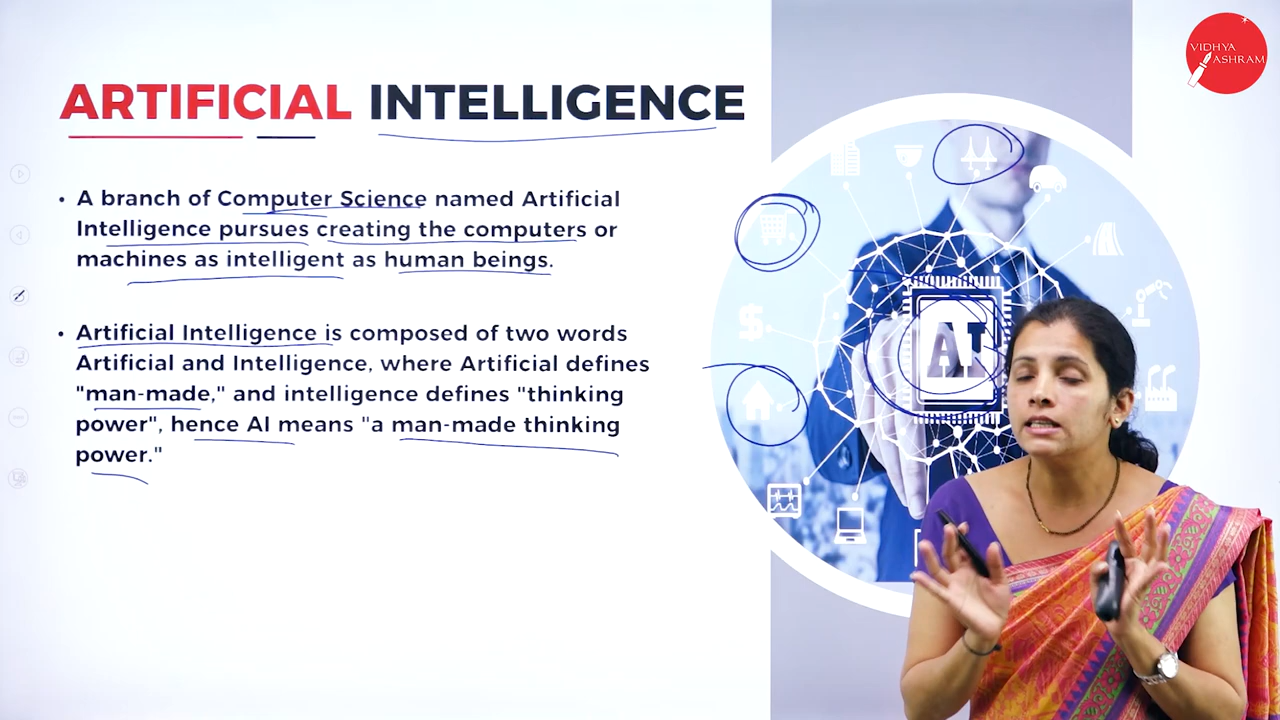 VIDHYA
ASHRAM
ARTIFICIAL INTELLIGENCE
• A branch of Computer Science named Artificial
Intelligence pursues creating the computers or
machines as intelligent as human beings.
• Artificial Intelligence is composed of two words
Artificial and Intelligence, where Artificial defines
"man-made," and intelligence defines "thinking
power", hence AI means "a man-made thinking
power."
$
AI